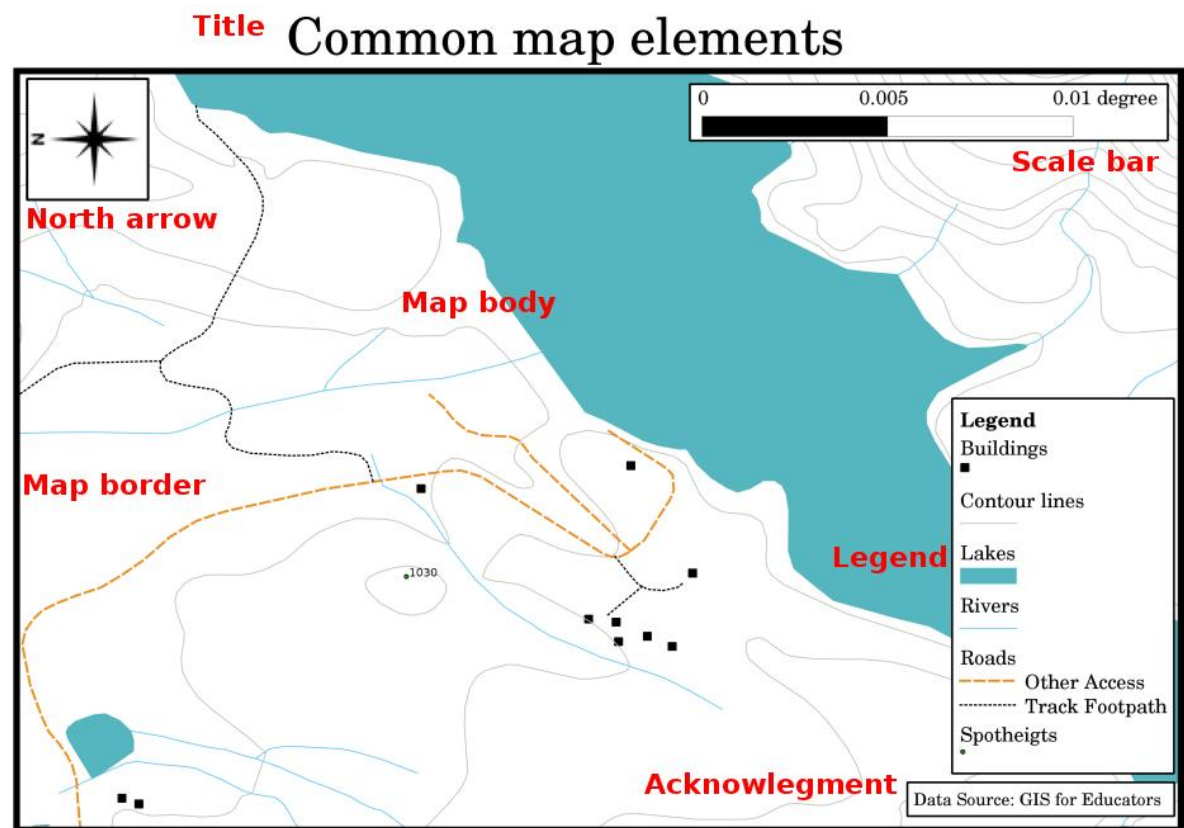 Title Common map elements
N
0 0.005 0.01 degree
Scale bar
North arrow
Map body
Map border
Legend
Buildings
Contour lines
Legend Lakes
Rivers
Roads
Other Access
Track Footpath
Spotheigts
1030
Acknowlegment
Data Source: GIS for Educators